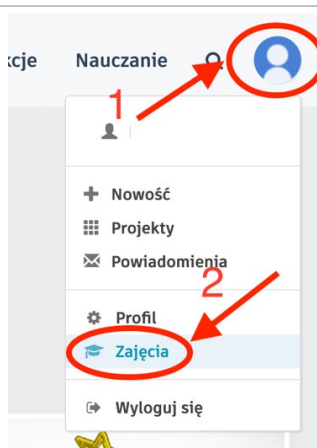 kcje Nauczanie
1
Nowość
Projekty
Powiadomienia
2
Profil
Zajęcia
Wyloguj się